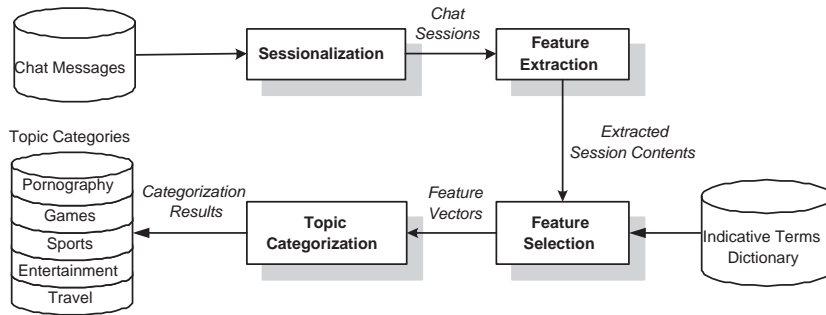 Chat Messages
Sessionalization
Chat
Sessions
Feature
Extraction
Extracted
Session Contents
Topic Categories
Pornography
Games
Sports
Entertainment
Travel
Categorization
Results
Topic
Categorization
Feature
Vectors
Feature
Selection
Indicative Terms
Dictionary